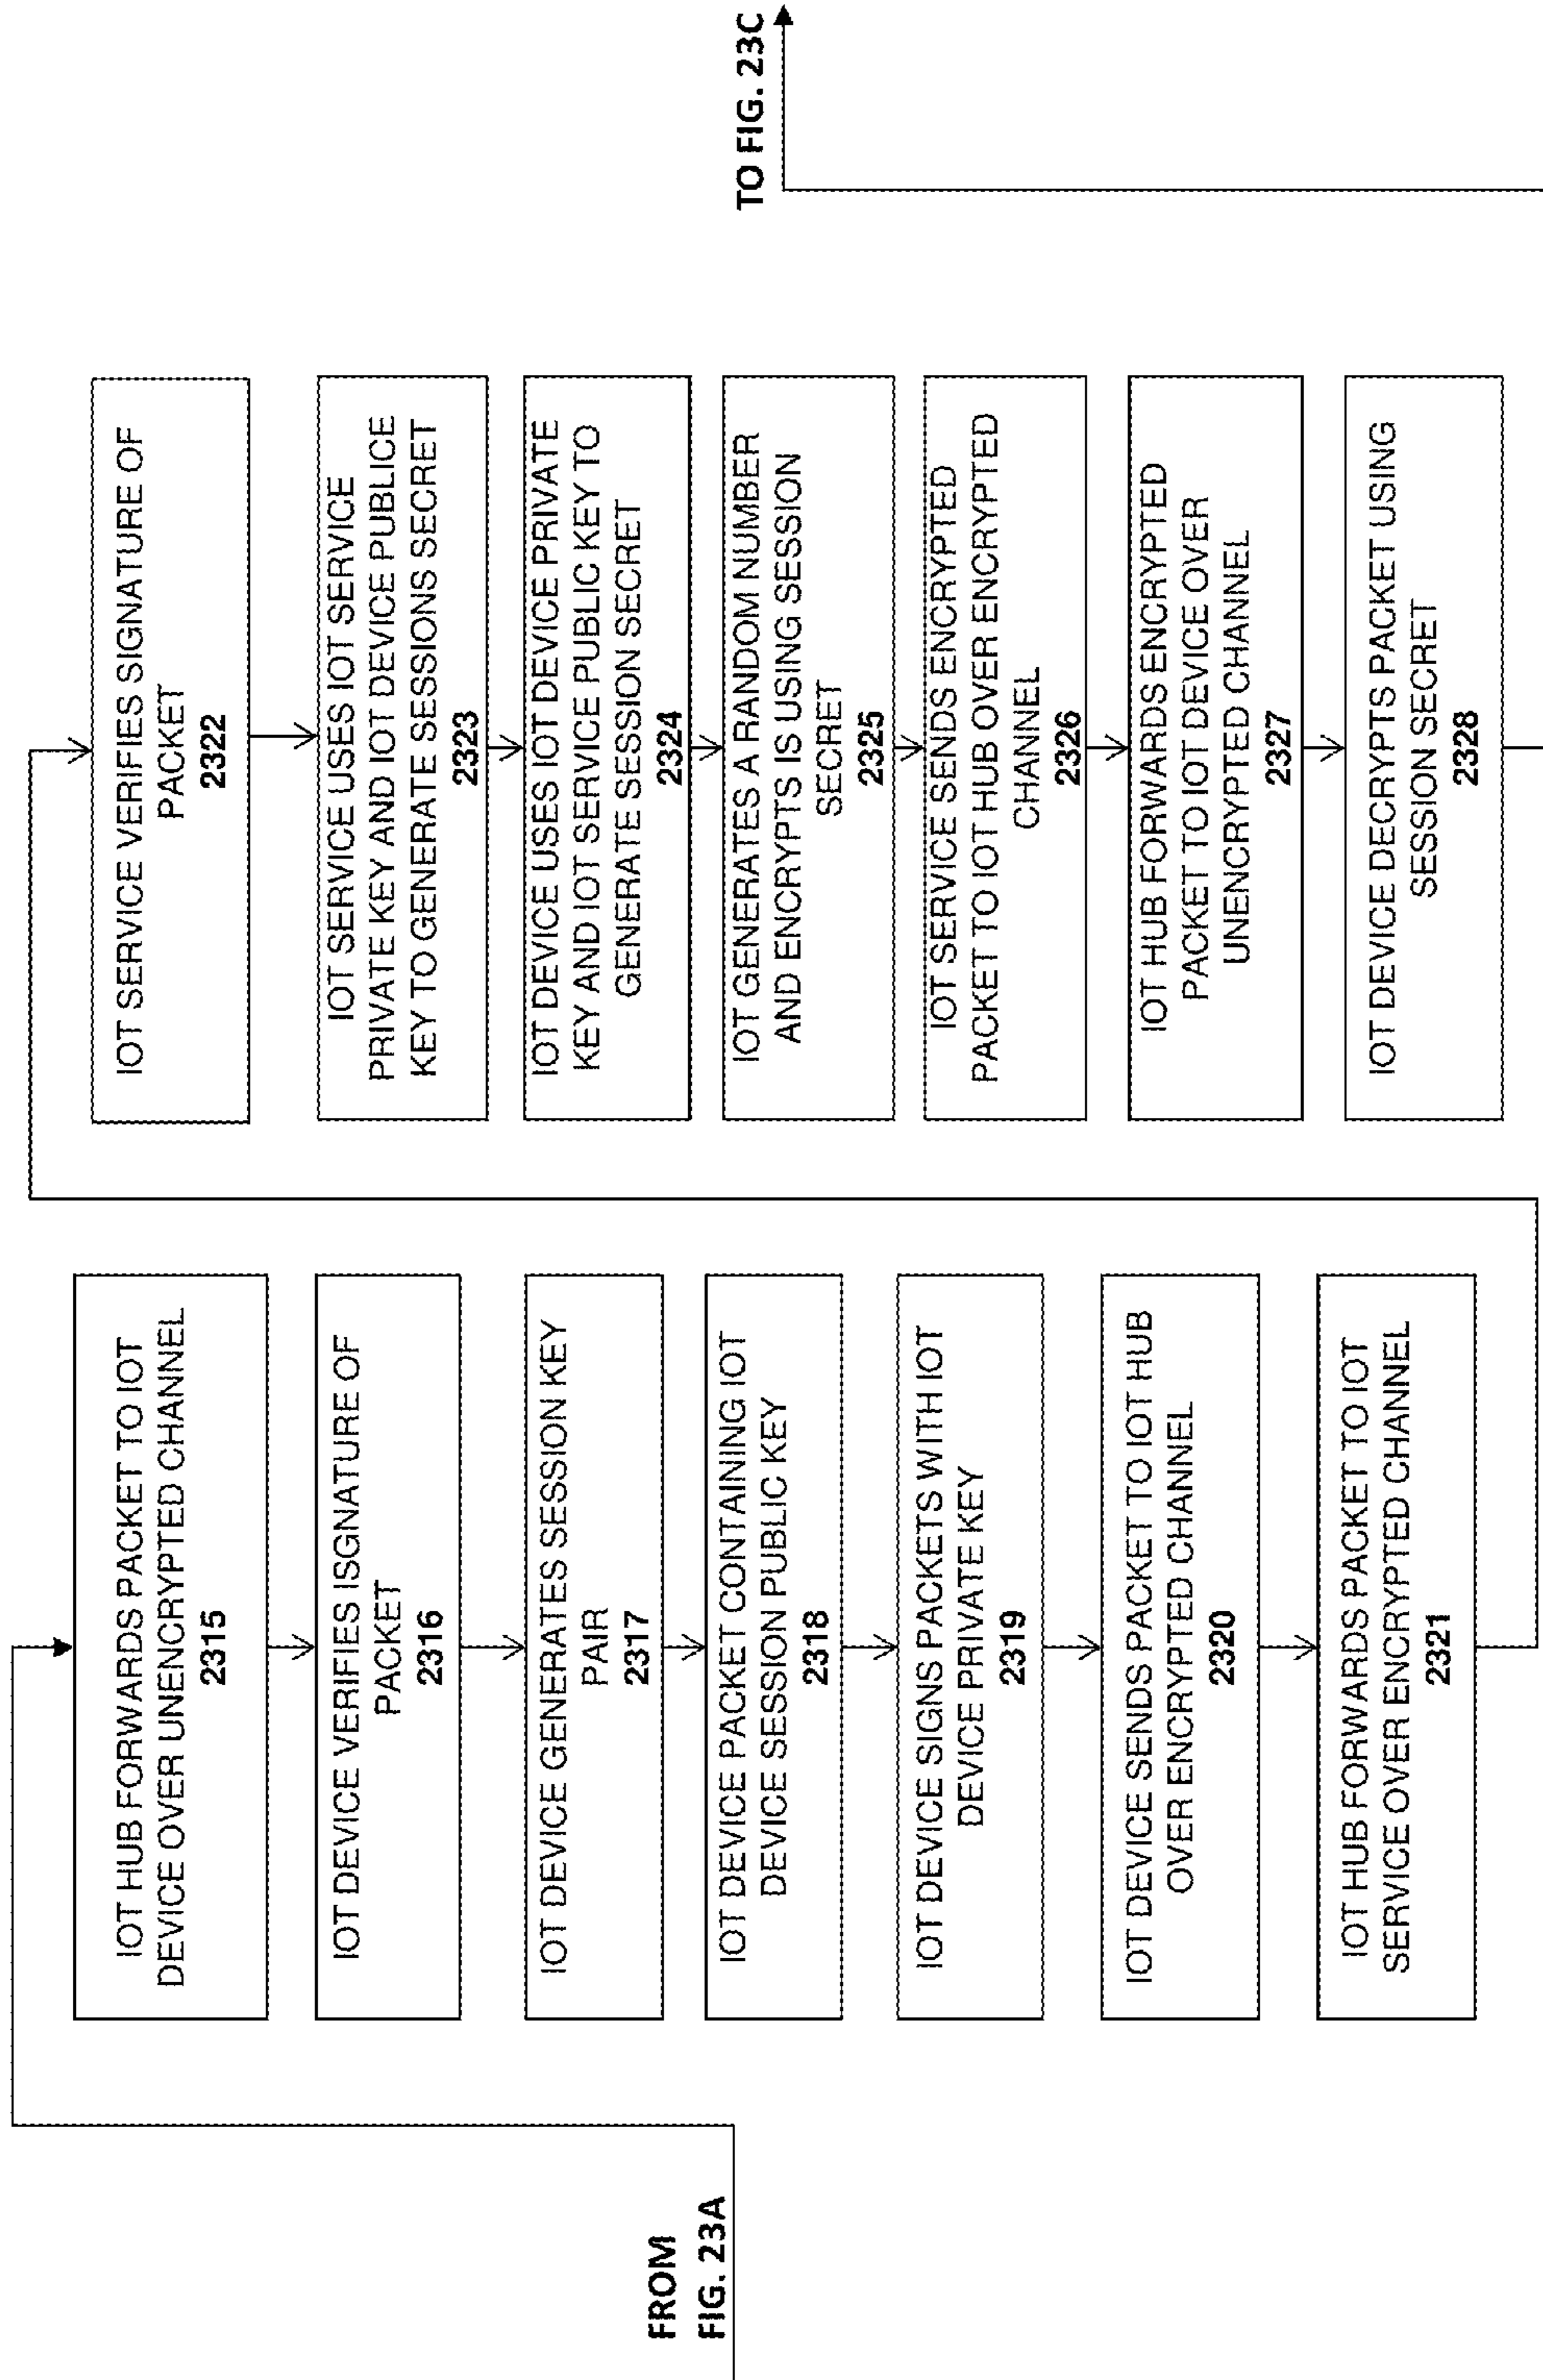 FROM
FIG. 23A
IOT HUB FORWARDS PACKET TO IOT
DEVICE OVER UNENCRYPTED CHANNEL
2315
IOT DEVICE VERIFIES ISGNATURE OF
PACKET
2316
IOT DEVICE GENERATES SESSION KEY
PAIR
2317
IOT DEVICE PACKET CONTAINING IOT
DEVICE SESSION PUBLIC KEY
2318
IOT DEVICE SIGNS PACKETS WITH IOT
DEVICE PRIVATE KEY
2319
IOT DEVICE SENDS PACKET TO IOT HUB
OVER ENCRYPTED CHANNEL
2320
IOT HUB FORWARDS PACKET TO IOT
SERVICE OVER ENCRYPTED CHANNEL
2321
IOT SERVICE VERIFIES SIGNATURE OF
PACKET
2322
IOT SERVICE USES IOT SERVICE
PRIVATE KEY AND IOT DEVICE PUBLICE
KEY TO GENERATE SESSIONS SECRET
2323
IOT DEVICE USES IOT DEVICE PRIVATE
KEY AND IOT SERVICE PUBLIC KEY TO
GENERATE SESSION SECRET
2324
IOT GENERATES A RANDOM NUMBER
AND ENCRYPTS IS USING SESSION
SECRET
2325
IOT SERVICE SENDS ENCRYPTED
PACKET TO IOT HUB OVER ENCRYPTED
CHANNEL
2326
IOT HUB FORWARDS ENCRYPTED
PACKET TO IOT DEVICE OVER
UNENCRYPTED CHANNEL
2327
IOT DEVICE DECRYPTS PACKET USING
SESSION SECRET
2328
TO FIG. 23C